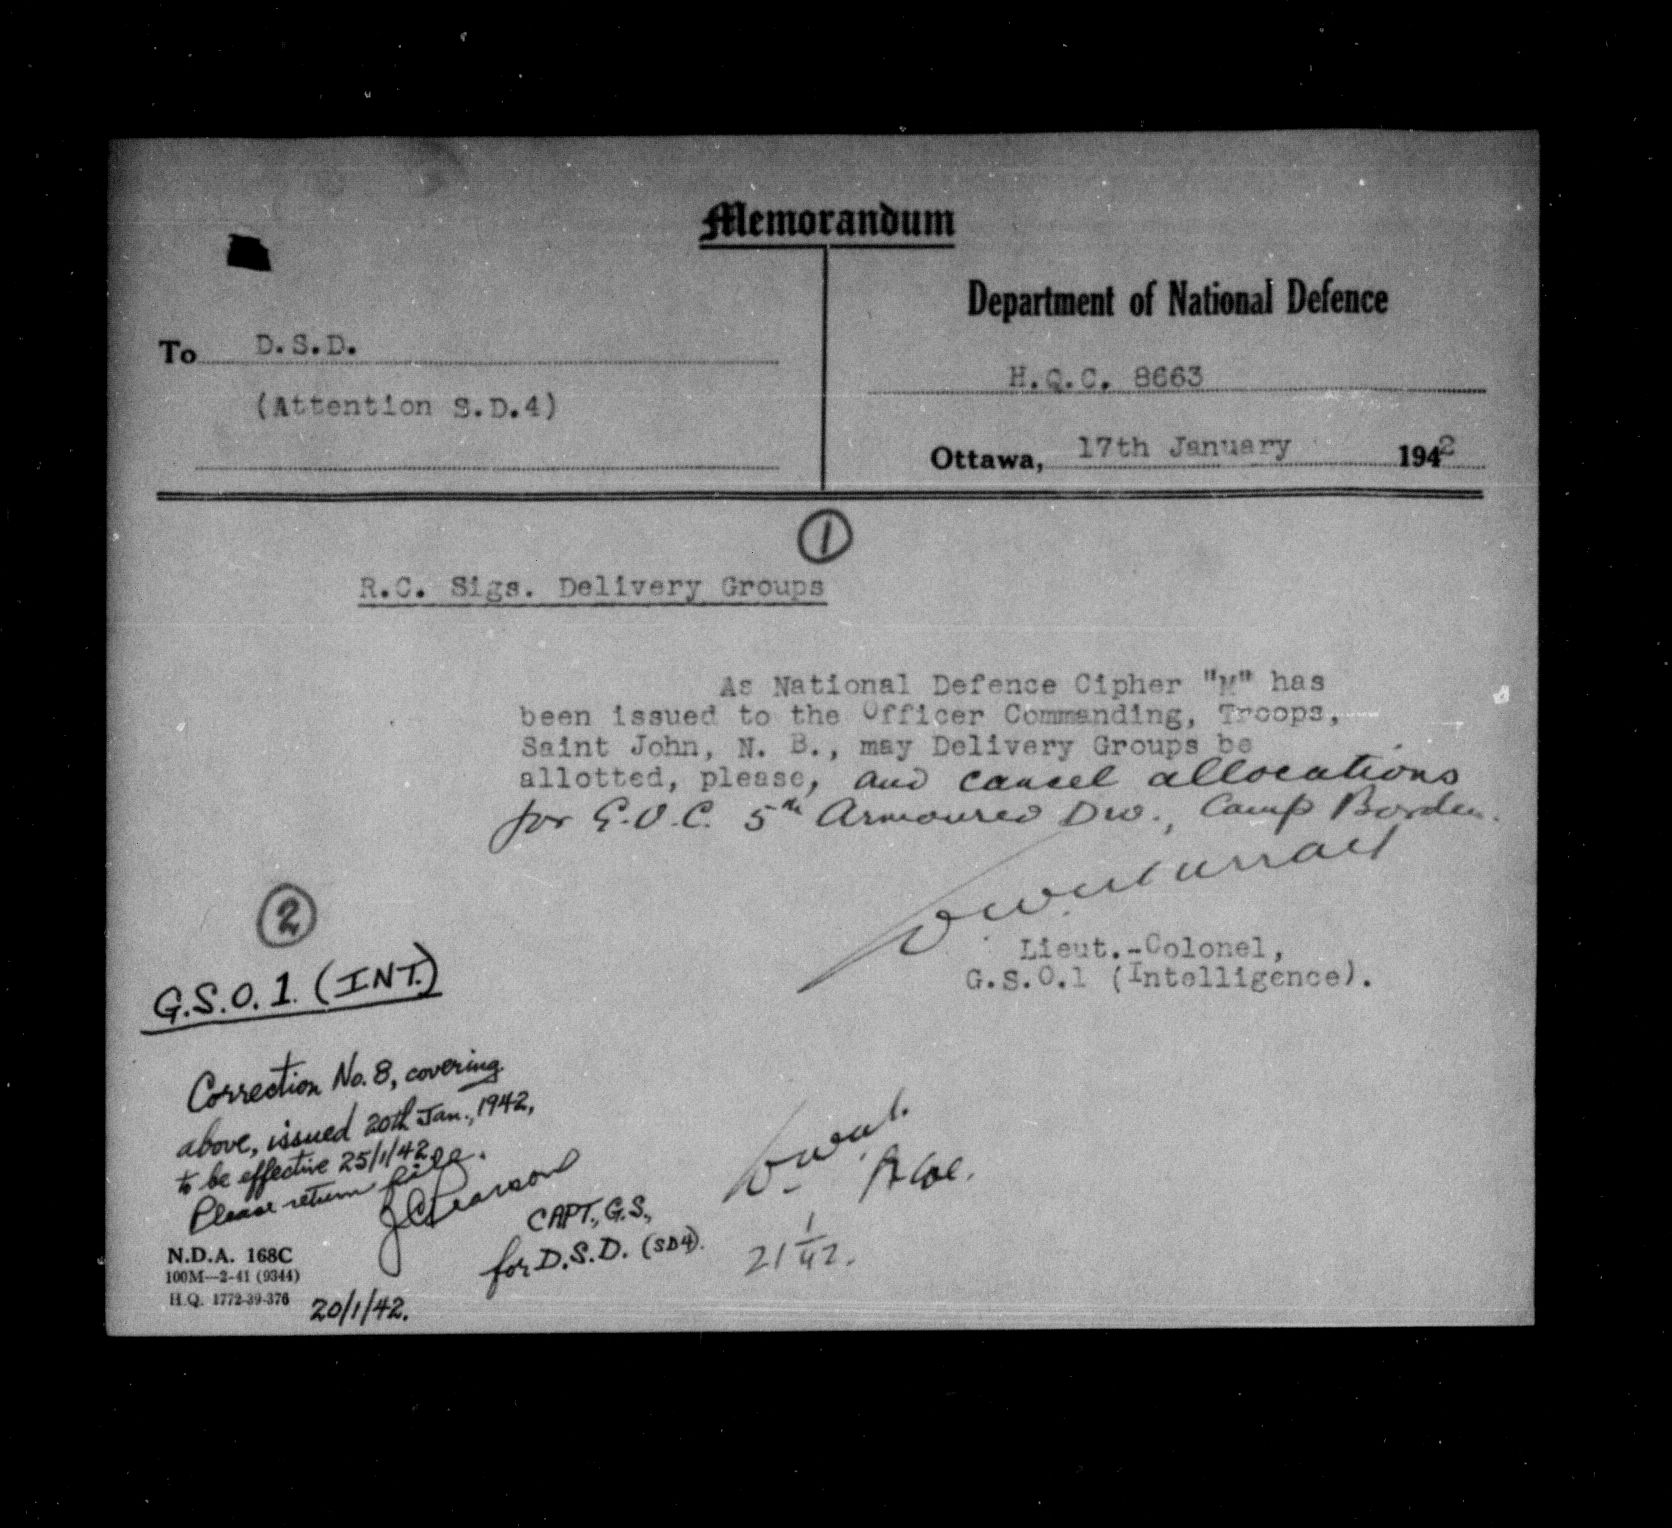 Memorandum
Department of National Defence
To D.S.D.
(Attention S.D.4)
H.Q.C. 8663
Ottawa, 17th January 1942
1
R.C. Sigs. Delivery Groups
As National Defence Cipher "M" has
been issued to the Officer Commanding, Troops,
Saint John, N. B., may Delivery Groups be
allotted, please, and cancel allocations
for G.O.C. 5th Armoured Div., Camp Borden.
Lieut.-Colonel,
G.S.O.1 (Intelligence).
2
G.S.O. 1. (INT.)
Correction No. 8, covering
above, issued 20th Jan., 1942,
to be effective 25/1/42.
Please return file.
J.C. Pearson
CAPT., G.S.,
for D.S.D. (SD4).
20/1/42.
21 1/42.
N.D.A. 168C
100M—2-41 (9344)
H.Q. 1772-39-376